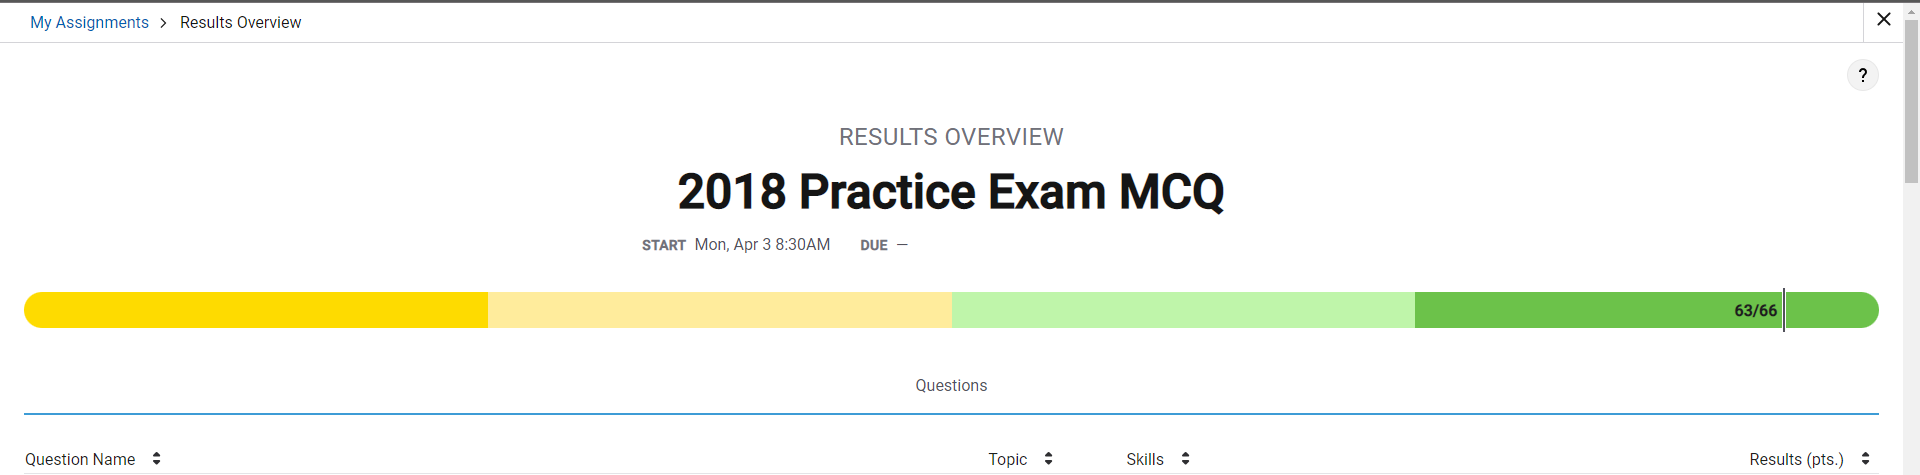 My Assignments > Results Overview
?
RESULTS OVERVIEW
2018 Practice Exam MCQ
START Mon, Apr 3 8:30AM DUE —
63/66
Questions
Question Name Topic Skills Results (pts.)